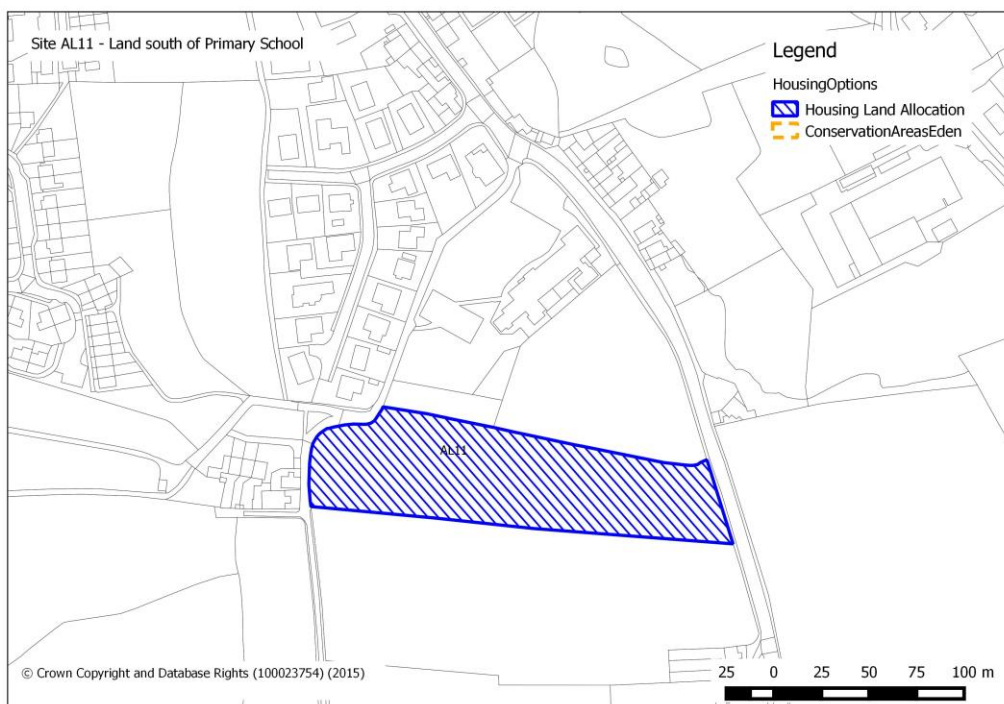 Site AL11 - Land south of Primary School
Legend
HousingOptions
Housing Land Allocation
ConservationAreasEden
AL11
© Crown Copyright and Database Rights (100023754) (2015)
25 0 25 50 75 100 m